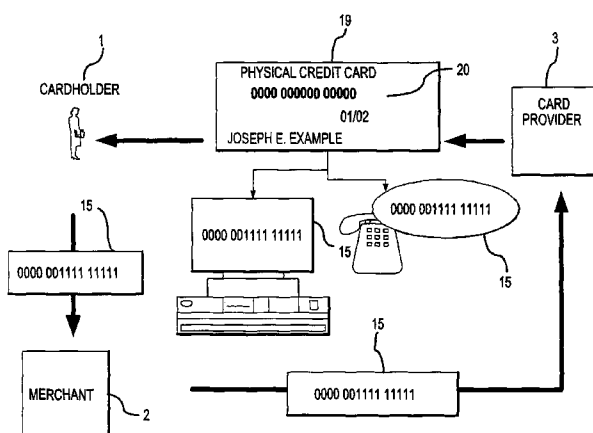 19
1
3
CARDHOLDER
PHYSICAL CREDIT CARD
0000 000000 00000
20
01/02
JOSEPH E. EXAMPLE
CARD
PROVIDER
15
0000 001111 11111
0000 001111 11111
15
0000 001111 11111
15
15
MERCHANT
2
0000 001111 11111